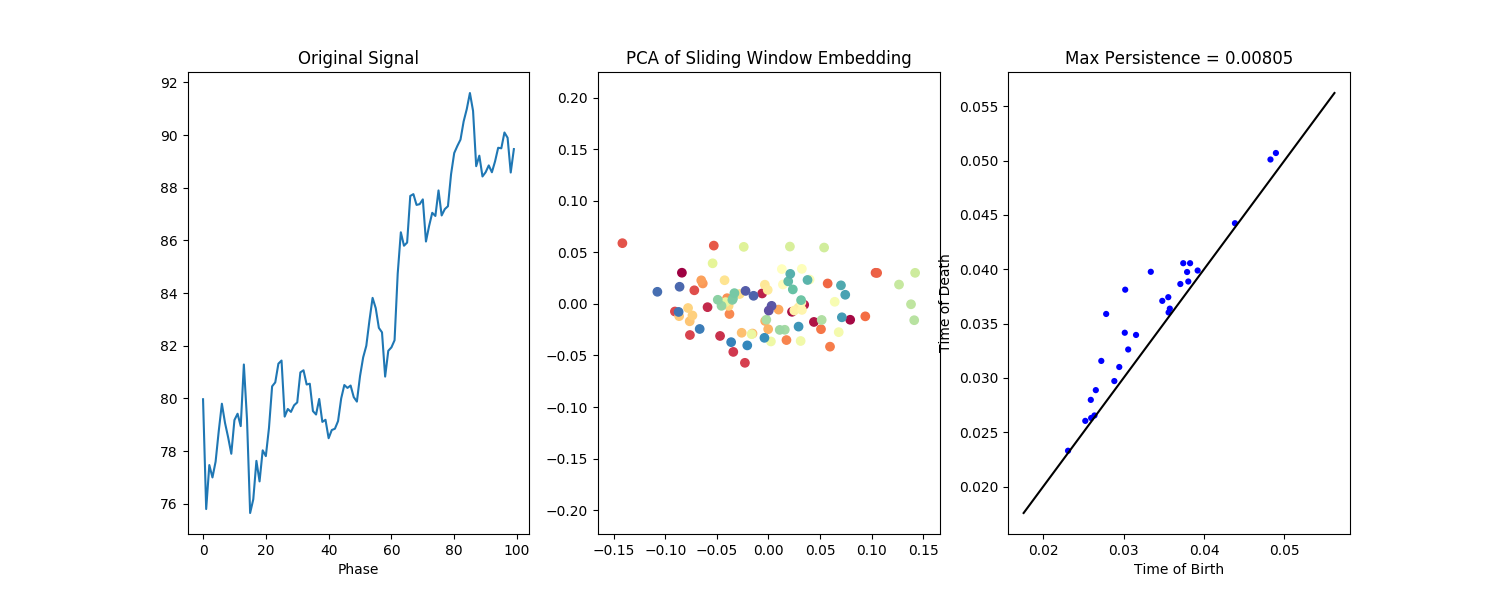 Original Signal
92
90
88
86
84
82
80
78
76
0 20 40 60 80 100
Phase
PCA of Sliding Window Embedding
0.20
0.15
0.10
0.05
0.00
−0.05
−0.10
−0.15
−0.20
−0.15 −0.10 −0.05 0.00 0.05 0.10 0.15
Max Persistence = 0.00805
Time of Death
0.055
0.050
0.045
0.040
0.035
0.030
0.025
0.020
0.02 0.03 0.04 0.05
Time of Birth